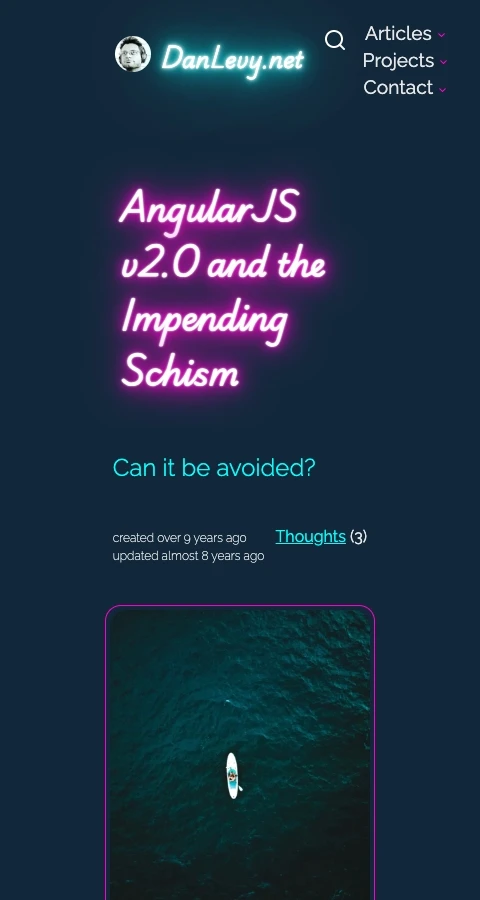 DanLevy.net
Articles
Projects
Contact
AngularJS
v2.0 and the
Impending
Schism
Can it be avoided?
created over 9 years ago
updated almost 8 years ago
Thoughts (3)